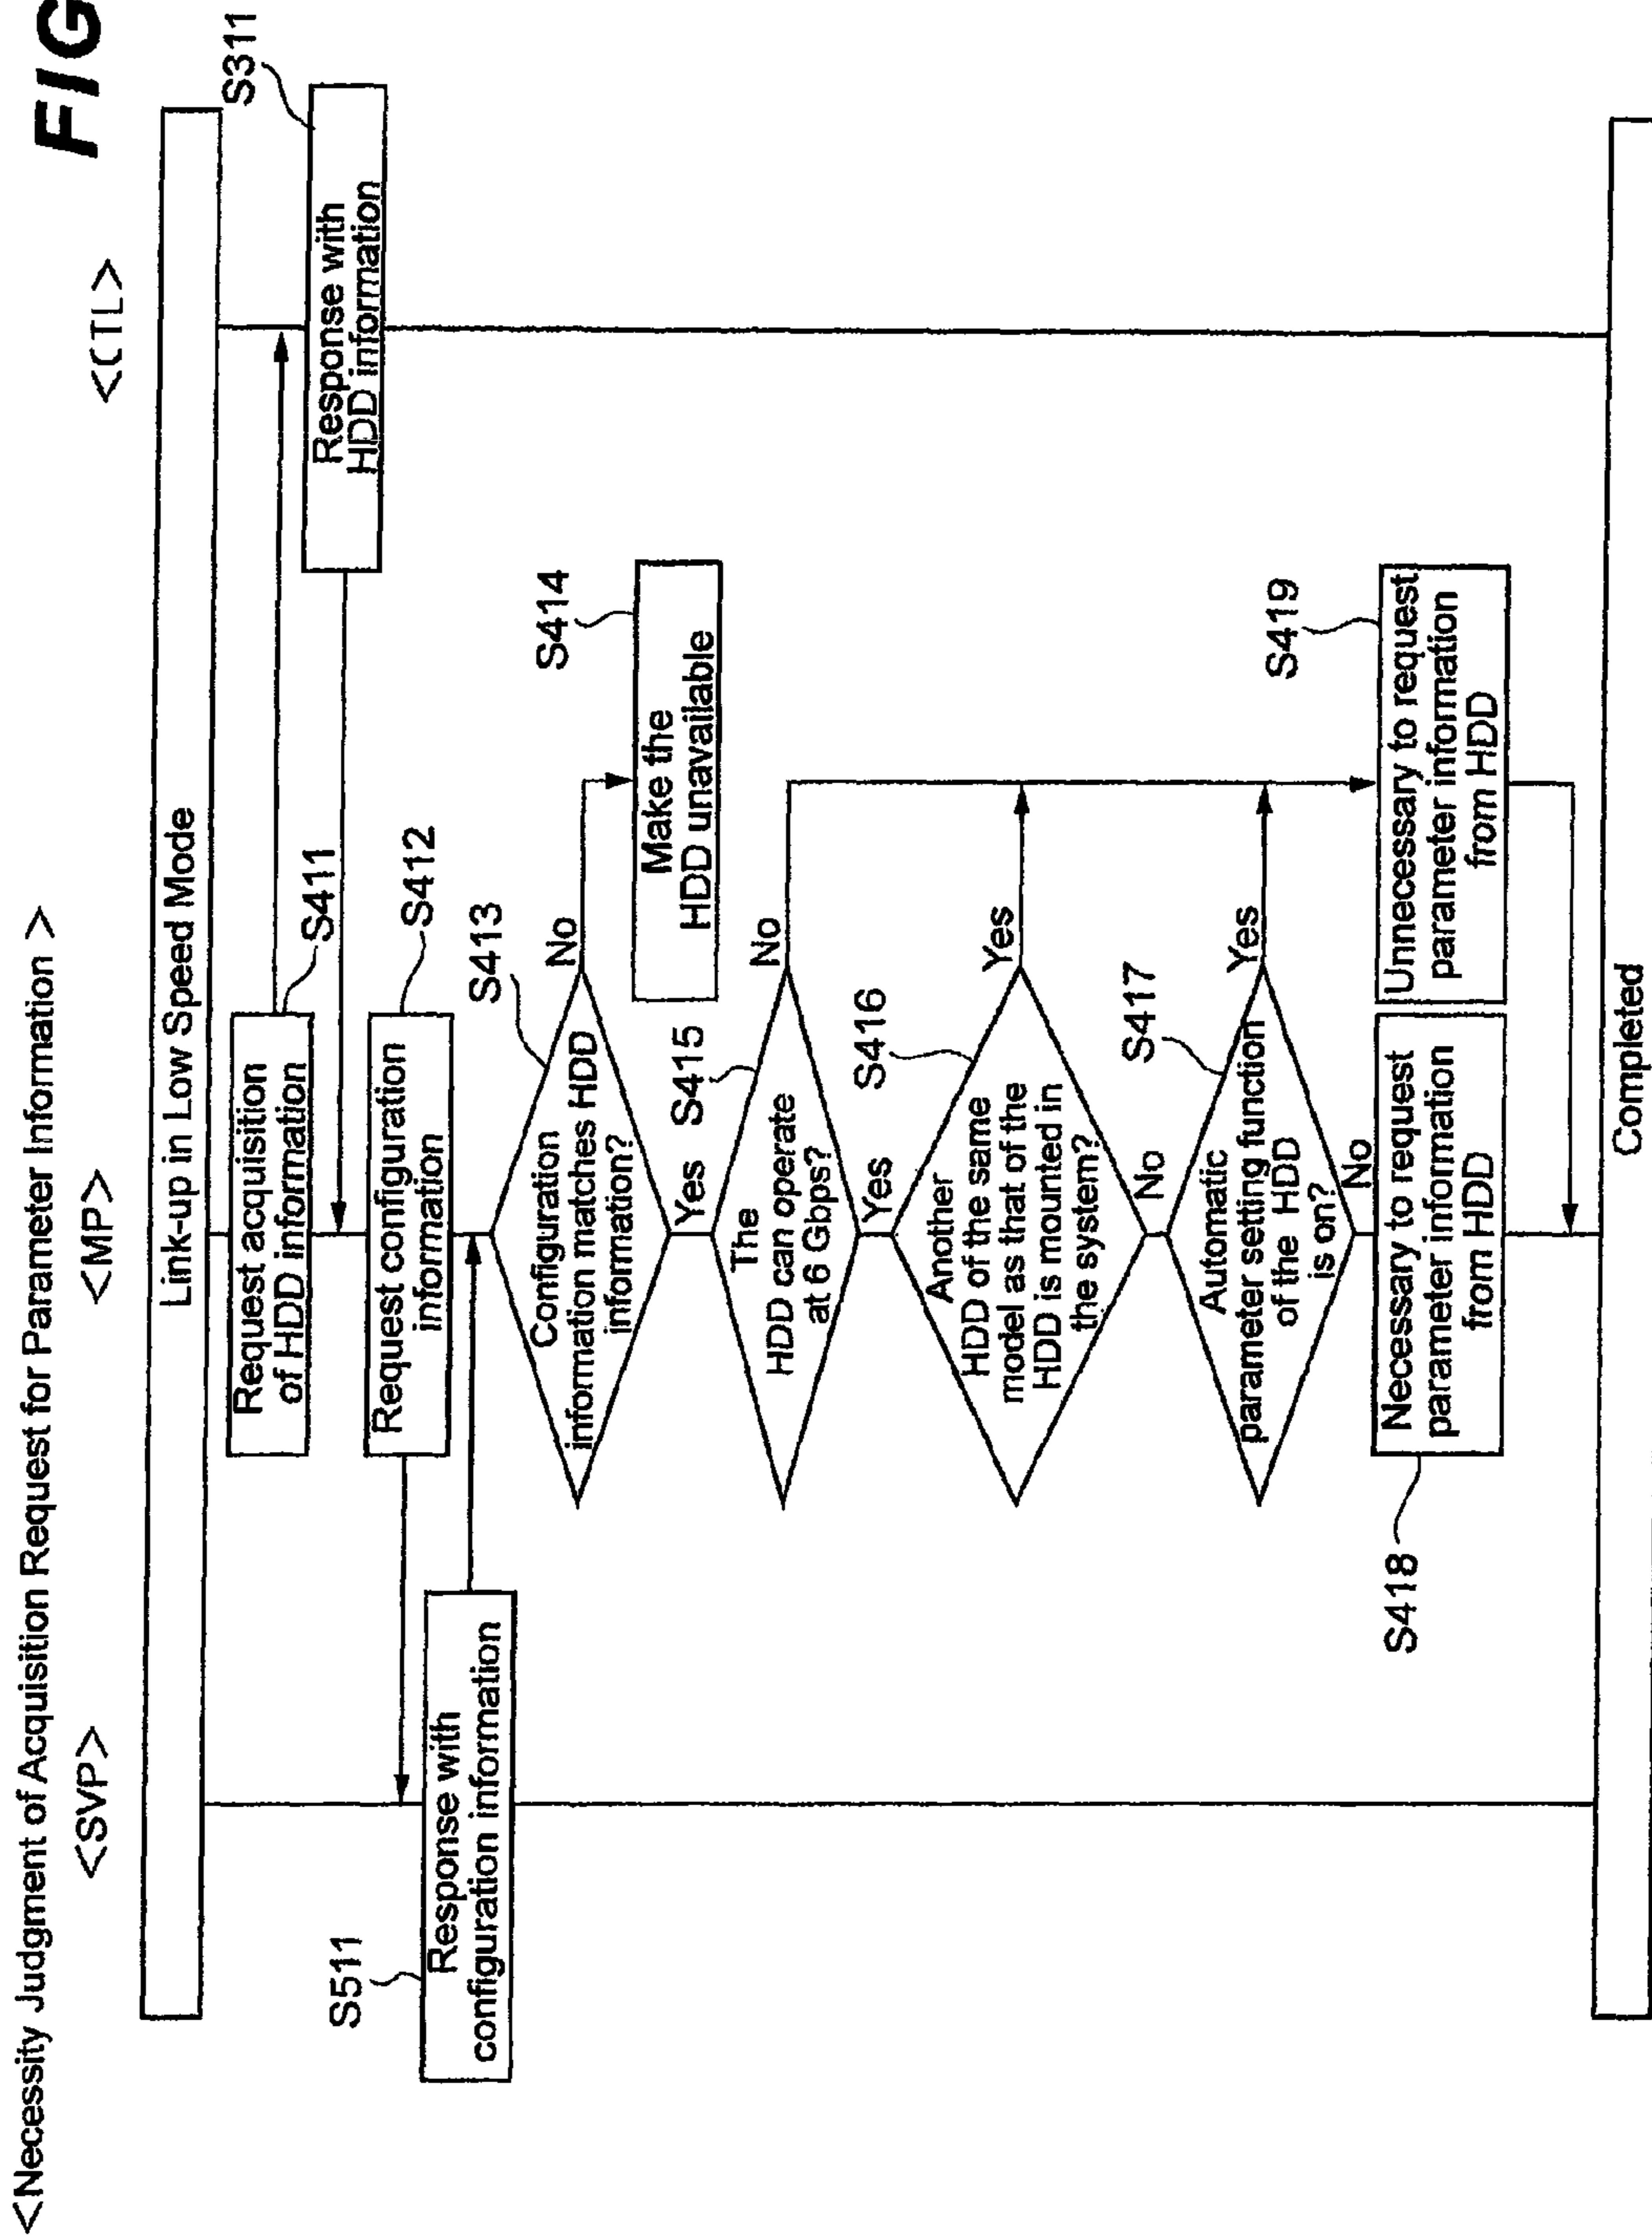 FIG
<Necessity Judgment of Acquisition Request for Parameter Information >
<SVP>
<MP>
<CTL>
Link-up in Low Speed Mode
Request acquisition
of HDD information
S411
S311
Response with
HDD information
Request configuration
information
S412
S511
Response with
configuration information
S413
Configuration
information matches HDD
information?
No
S414
Make the
HDD unavailable
Yes
S415
The
HDD can operate
at 6 Gbps?
No
Yes
S416
Another
HDD of the same
model as that of the
HDD is mounted in
the system?
Yes
No
S417
Automatic
parameter setting function
of the HDD
is on?
Yes
No
S418
Necessary to request
parameter information
from HDD
S419
Unnecessary to request
parameter information
from HDD
Completed